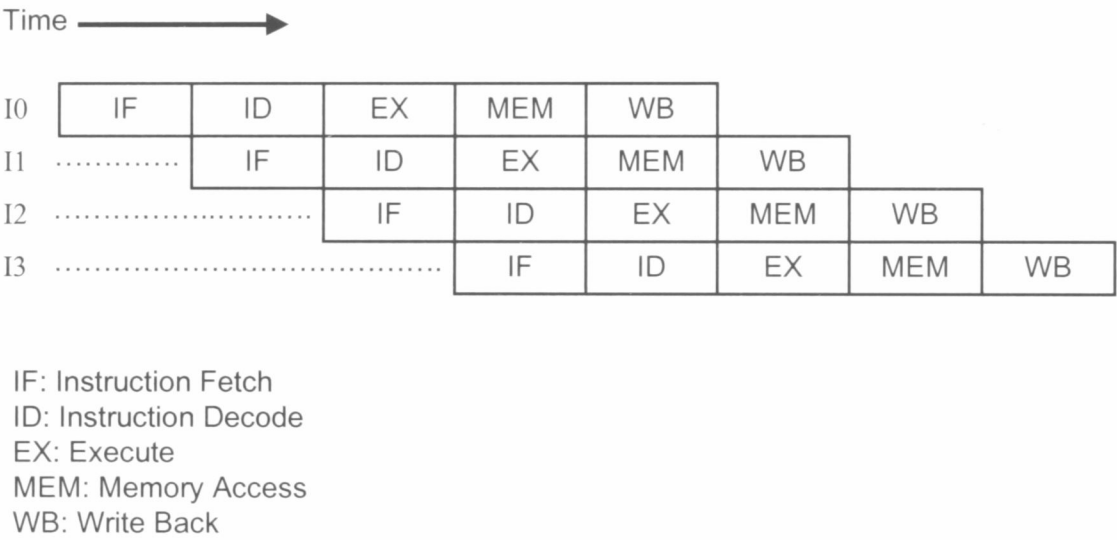 Time
I0 IF ID EX MEM WB
I1 ............. IF ID EX MEM WB
I2 ........................... IF ID EX MEM WB
I3 ....................................... IF ID EX MEM WB
IF: Instruction Fetch
ID: Instruction Decode
EX: Execute
MEM: Memory Access
WB: Write Back